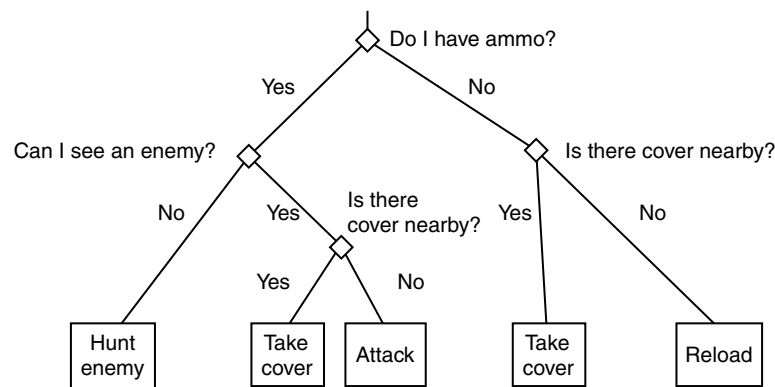 Do I have ammo?
Yes
No
Can I see an enemy?
Is there cover nearby?
No
Yes
Is there
cover nearby?
Yes
No
Yes
No
Hunt
enemy
Take
cover
Attack
Take
cover
Reload